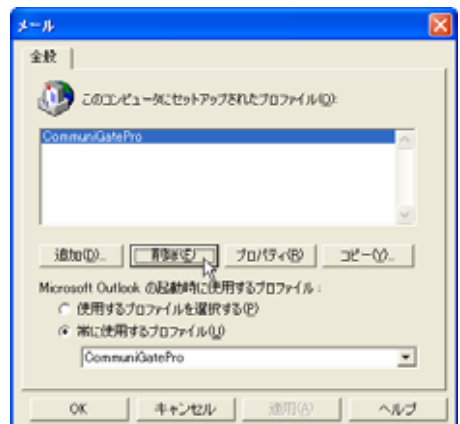 メール
全般
このコンピュータにセットアップされたプロファイル(O):
CommuniGatePro
追加(D)... 削除(E) プロパティ(R) コピー(Y)...
Microsoft Outlook の起動時に使用するプロファイル:
使用するプロファイルを選択する(P)
常に使用するプロファイル(U)
CommuniGatePro
OK キャンセル 適用(A) ヘルプ